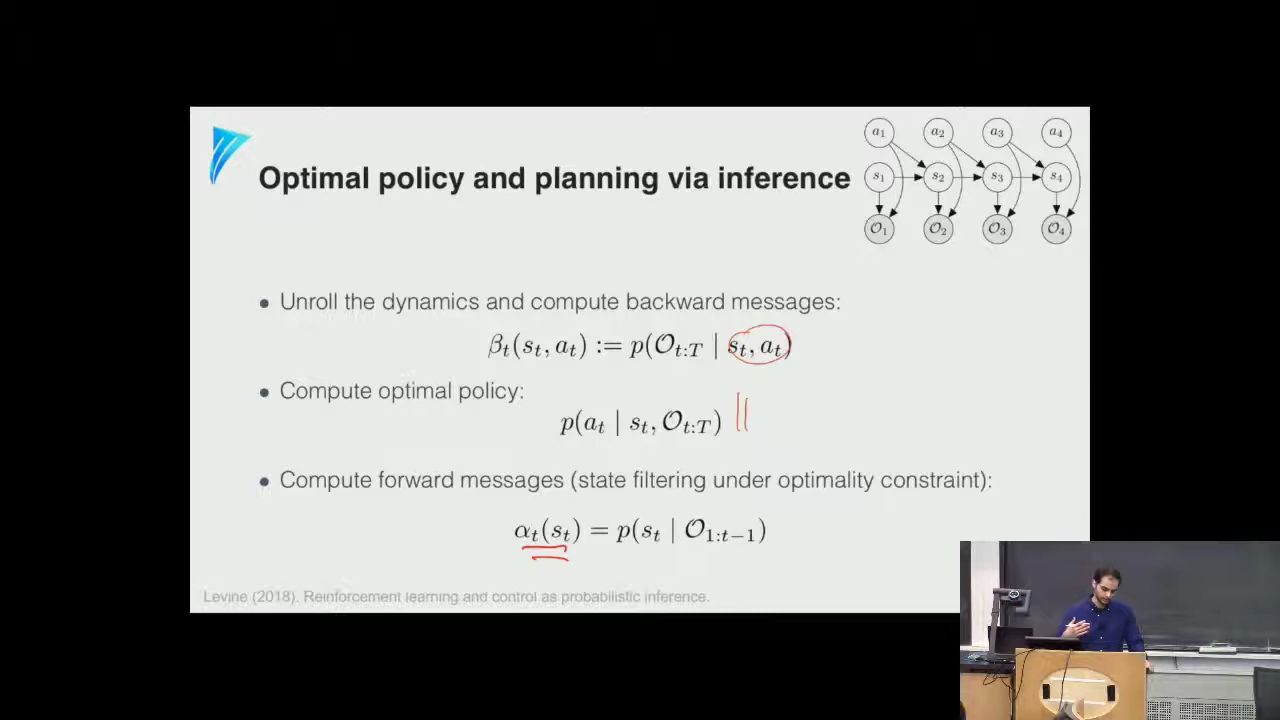 a₁ a₂ a₃ a₄
Optimal policy and planning via inference
s₁ s₂ s₃ s₄
𝒪₁ 𝒪₂ 𝒪₃ 𝒪₄
• Unroll the dynamics and compute backward messages:
βₜ(sₜ, aₜ) := p(𝒪ₜ:T | sₜ, aₜ)
• Compute optimal policy:
p(aₜ | sₜ, 𝒪ₜ:T)
• Compute forward messages (state filtering under optimality constraint):
αₜ(sₜ) = p(sₜ | 𝒪₁:ₜ₋₁)
Levine (2018). Reinforcement learning and control as probabilistic inference.